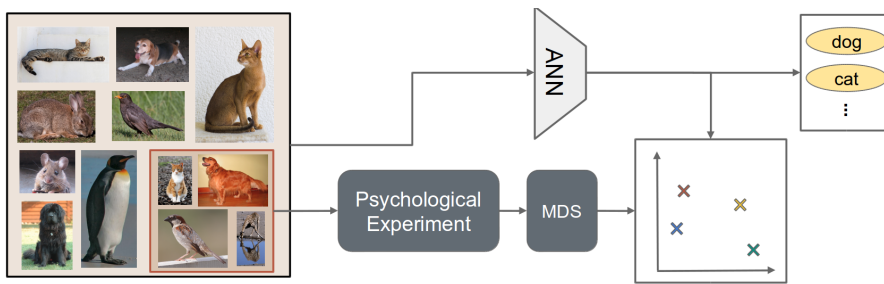 ANN
dog
cat
...
Psychological
Experiment
MDS